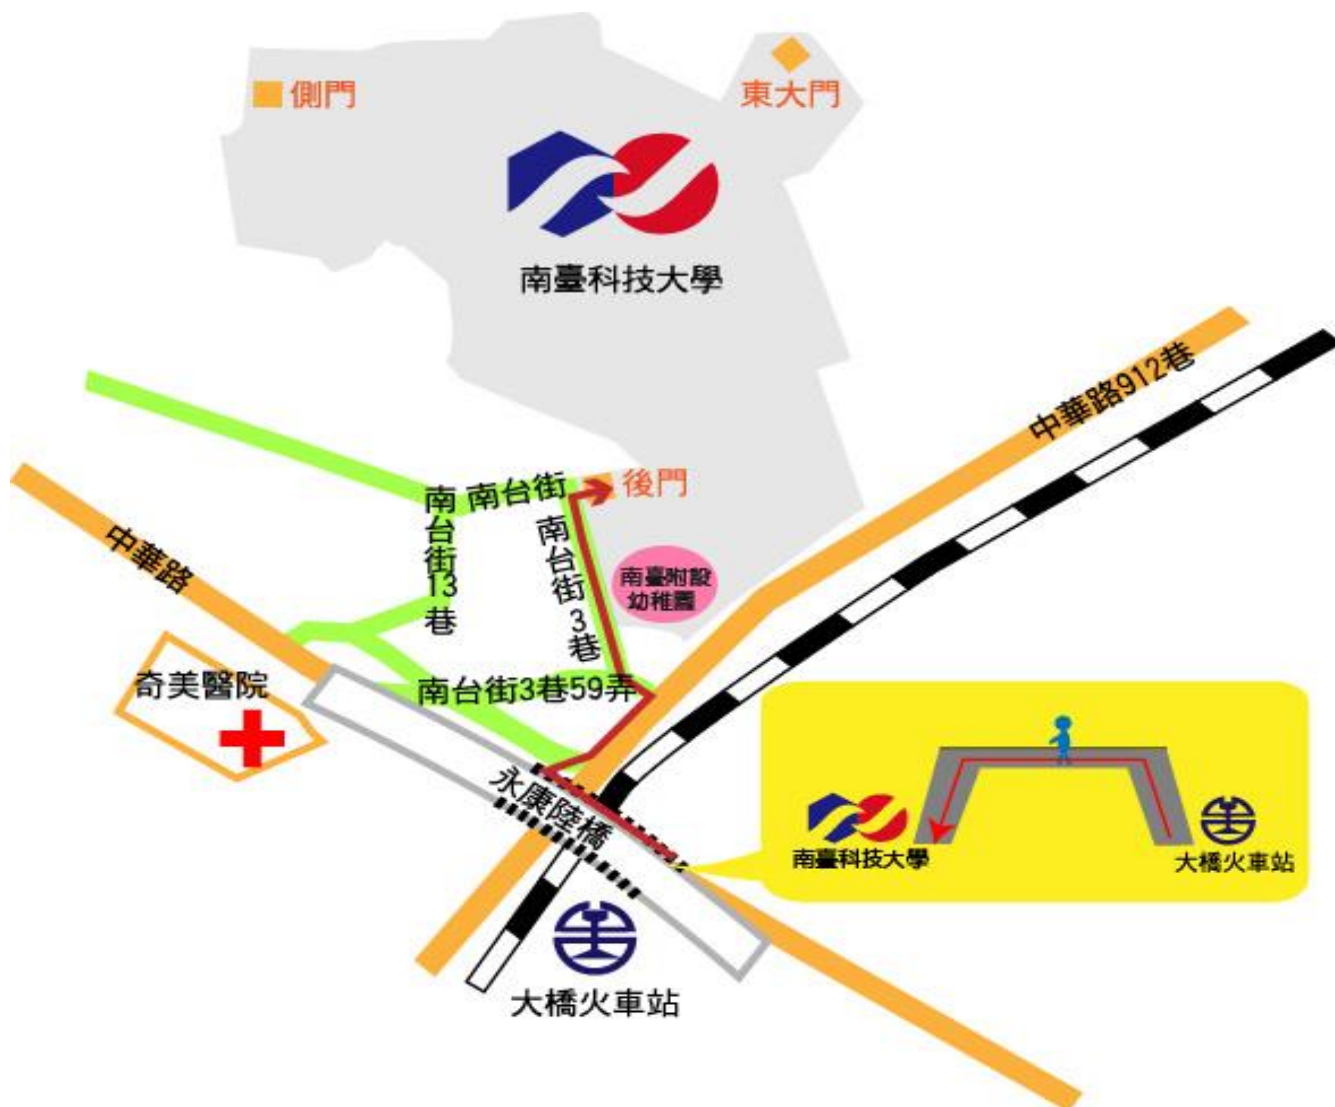 側門
東大門
南臺科技大學
中華路912巷
南台街
後門
南台街13巷
南台街3巷
中華路
南臺附設
幼稚園
奇美醫院
南台街3巷59弄
永康陸橋
南臺科技大學
大橋火車站
大橋火車站